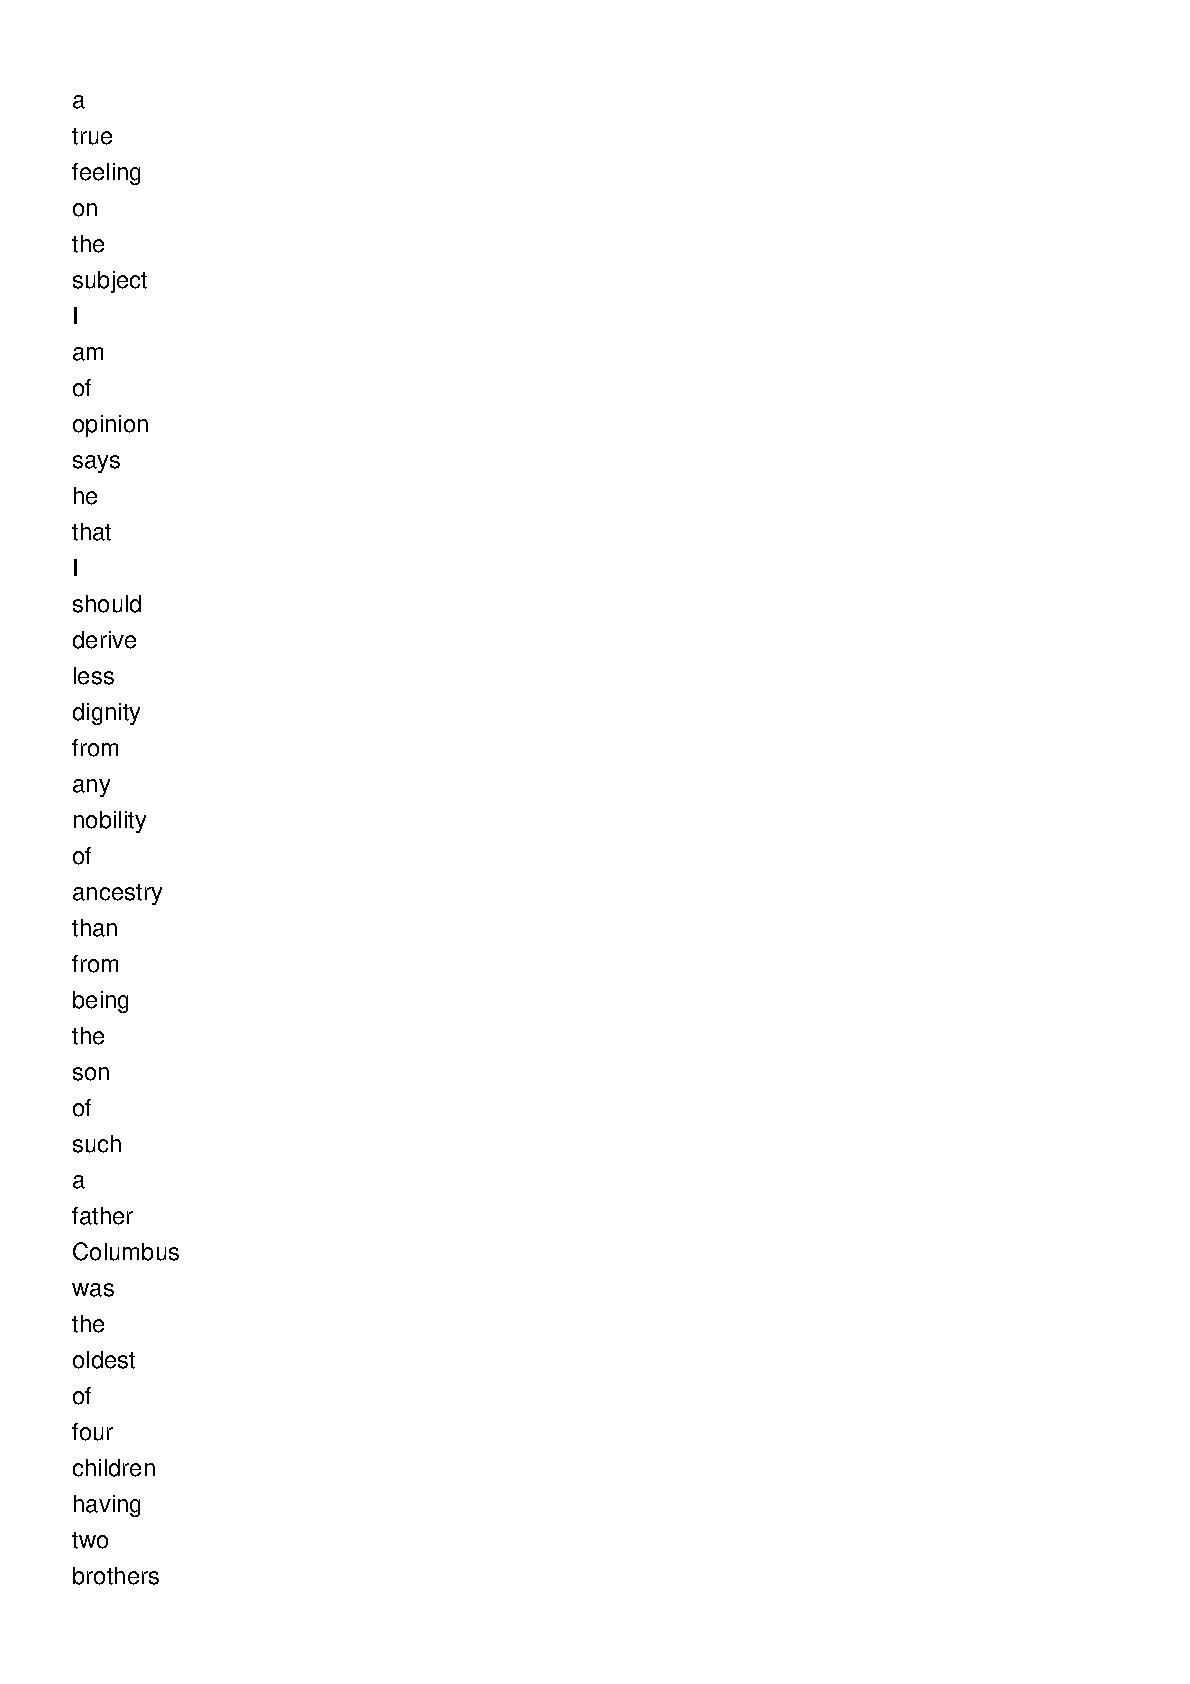 a
true
feeling
on
the
subject
I
am
of
opinion
says
he
that
I
should
derive
less
dignity
from
any
nobility
of
ancestry
than
from
being
the
son
of
such
a
father
Columbus
was
the
oldest
of
four
children
having
two
brothers